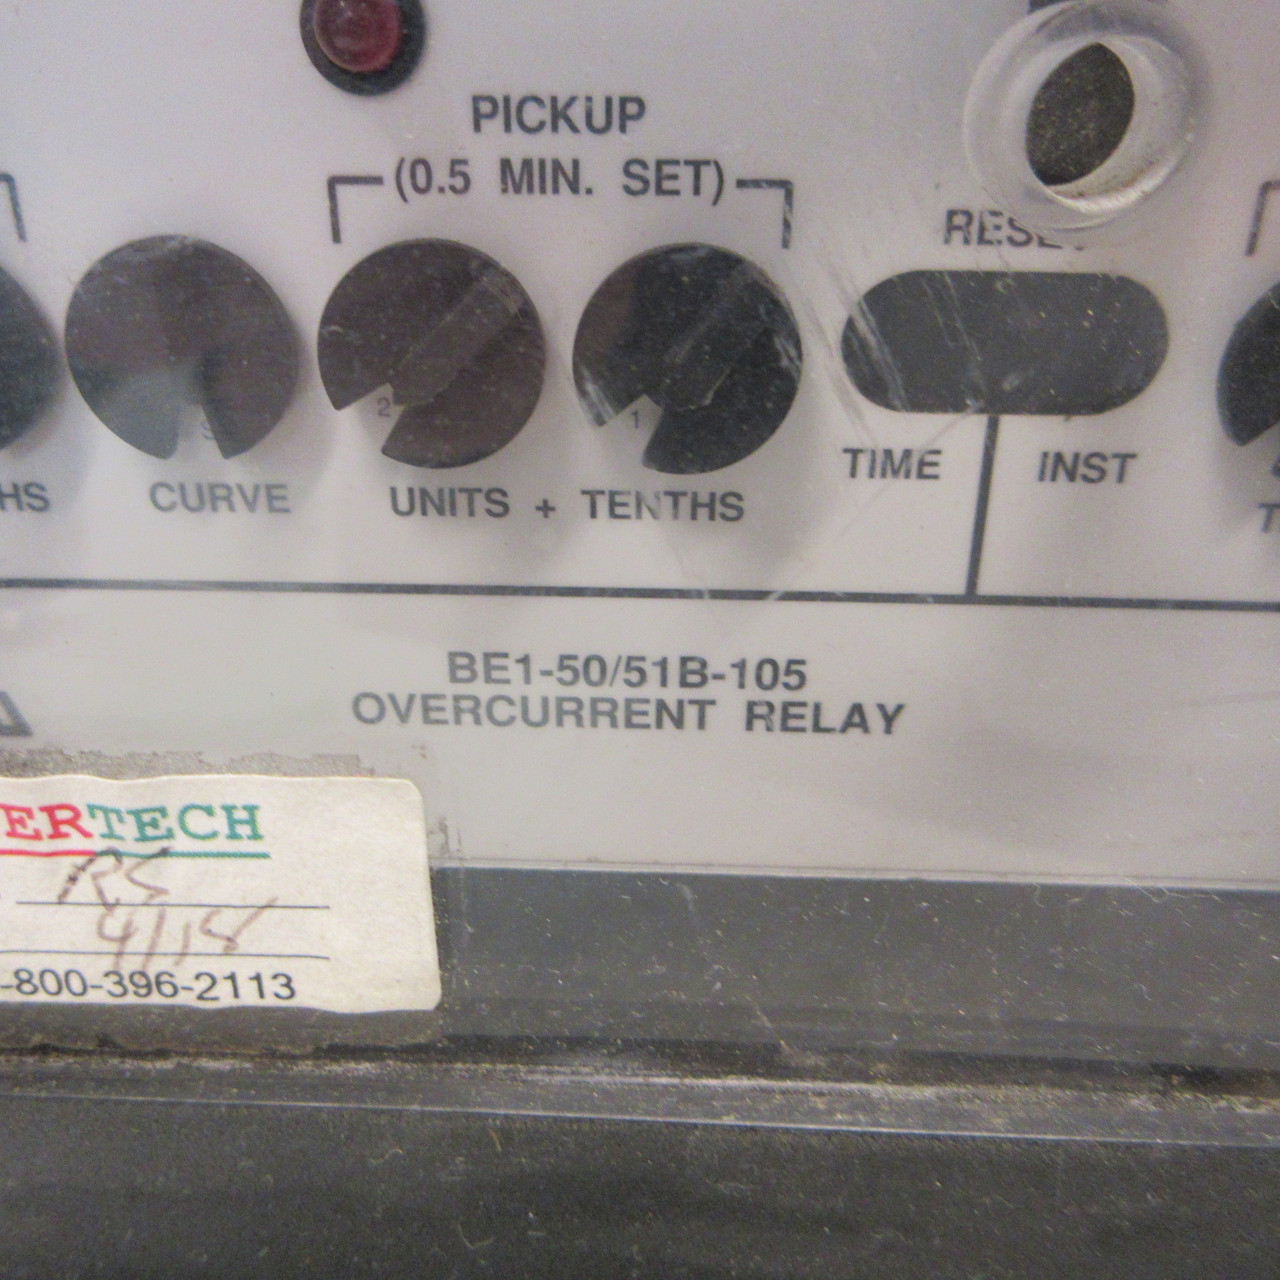 PICKUP
(0.5 MIN. SET)
RESET
2
1
TIME
INST
HS
CURVE
UNITS + TENTHS
T
BE1-50/51B-105
OVERCURRENT RELAY
ERTECH
RS
4/18
-800-396-2113